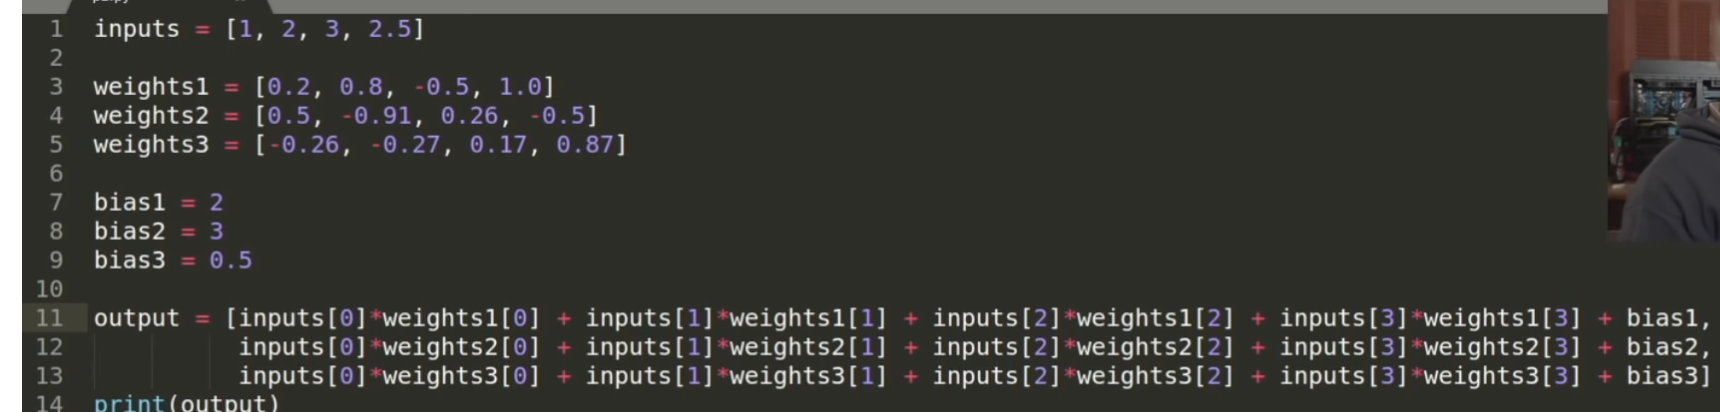 1 inputs = [1, 2, 3, 2.5]
2
3 weights1 = [0.2, 0.8, -0.5, 1.0]
4 weights2 = [0.5, -0.91, 0.26, -0.5]
5 weights3 = [-0.26, -0.27, 0.17, 0.87]
6
7 bias1 = 2
8 bias2 = 3
9 bias3 = 0.5
10
11 output = [inputs[0]*weights1[0] + inputs[1]*weights1[1] + inputs[2]*weights1[2] + inputs[3]*weights1[3] + bias1,
12 inputs[0]*weights2[0] + inputs[1]*weights2[1] + inputs[2]*weights2[2] + inputs[3]*weights2[3] + bias2,
13 inputs[0]*weights3[0] + inputs[1]*weights3[1] + inputs[2]*weights3[2] + inputs[3]*weights3[3] + bias3]
14 print(output)